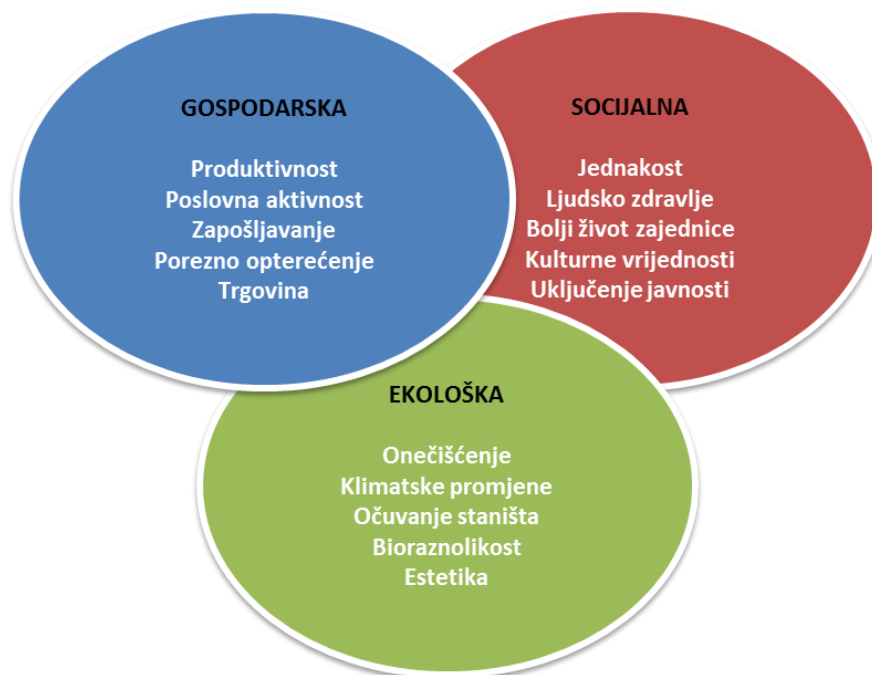 GOSPODARSKA
Produktivnost
Poslovna aktivnost
Zapošljavanje
Porezno opterećenje
Trgovina
SOCIJALNA
Jednakost
Ljudsko zdravlje
Bolji život zajednice
Kulturne vrijednosti
Uključenje javnosti
EKOLOŠKA
Onečišćenje
Klimatske promjene
Očuvanje staništa
Bioraznolikost
Estetika